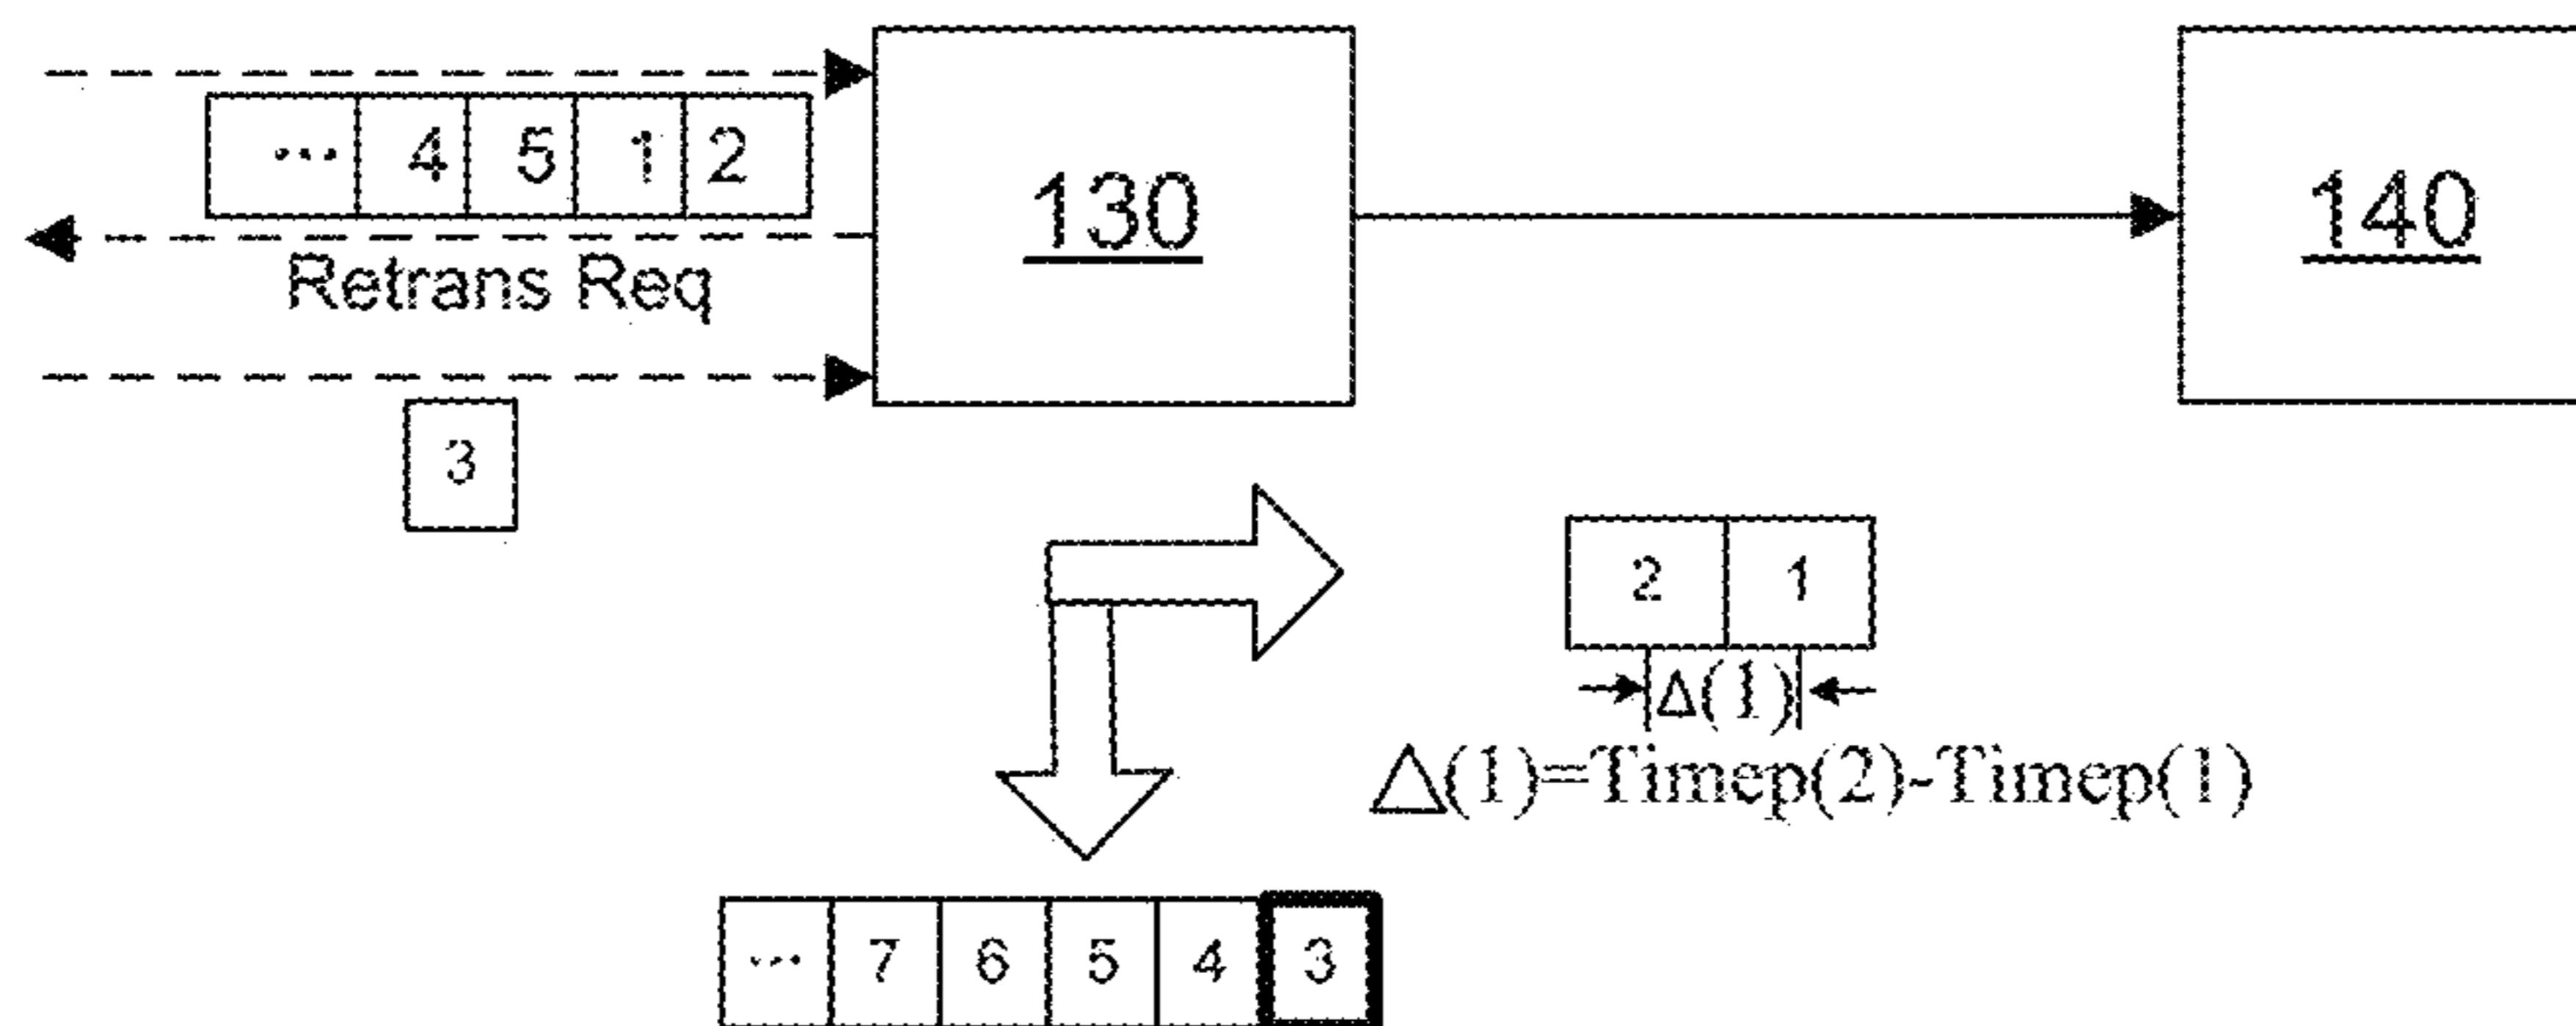 ... 4 5 1 2
130
140
Retrans Req
3
2 1
Δ(1)
Δ(1)=Timep(2)-Timep(1)
... 7 6 5 4 3